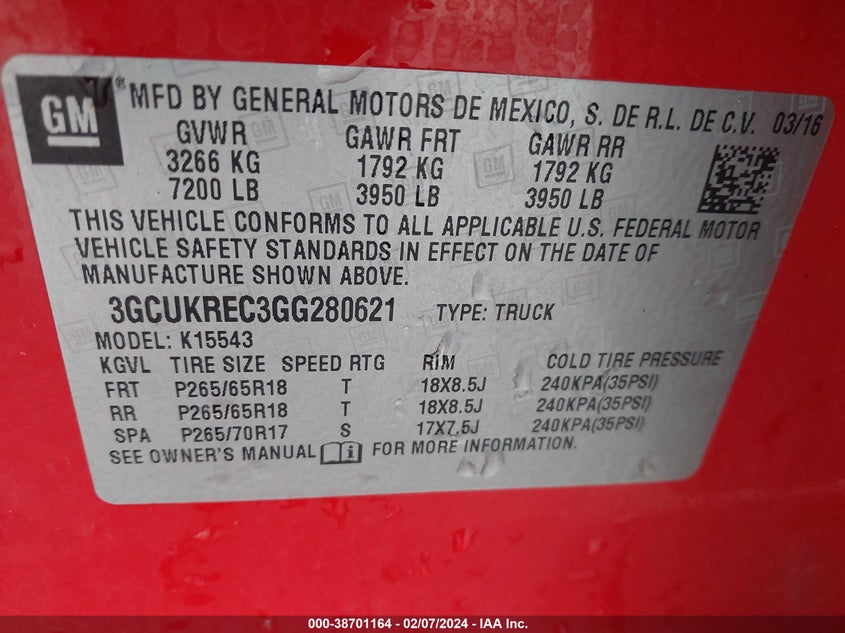 GM ® MFD BY GENERAL MOTORS DE MEXICO, S. DE R.L. DE C.V. 03/16
GVWR GAWR FRT GAWR RR
3266 KG 1792 KG 1792 KG
7200 LB 3950 LB 3950 LB
THIS VEHICLE CONFORMS TO ALL APPLICABLE U.S. FEDERAL MOTOR
VEHICLE SAFETY STANDARDS IN EFFECT ON THE DATE OF
MANUFACTURE SHOWN ABOVE.
3GCUKREC3GG280621 TYPE: TRUCK
MODEL: K15543
KGVL TIRE SIZE SPEED RTG RIM COLD TIRE PRESSURE
FRT P265/65R18 T 18X8.5J 240KPA(35PSI)
RR P265/65R18 T 18X8.5J 240KPA(35PSI)
SPA P265/70R17 S 17X7.5J 240KPA(35PSI)
SEE OWNER'S MANUAL i FOR MORE INFORMATION.
000-38701164 - 02/07/2024 - IAA Inc.